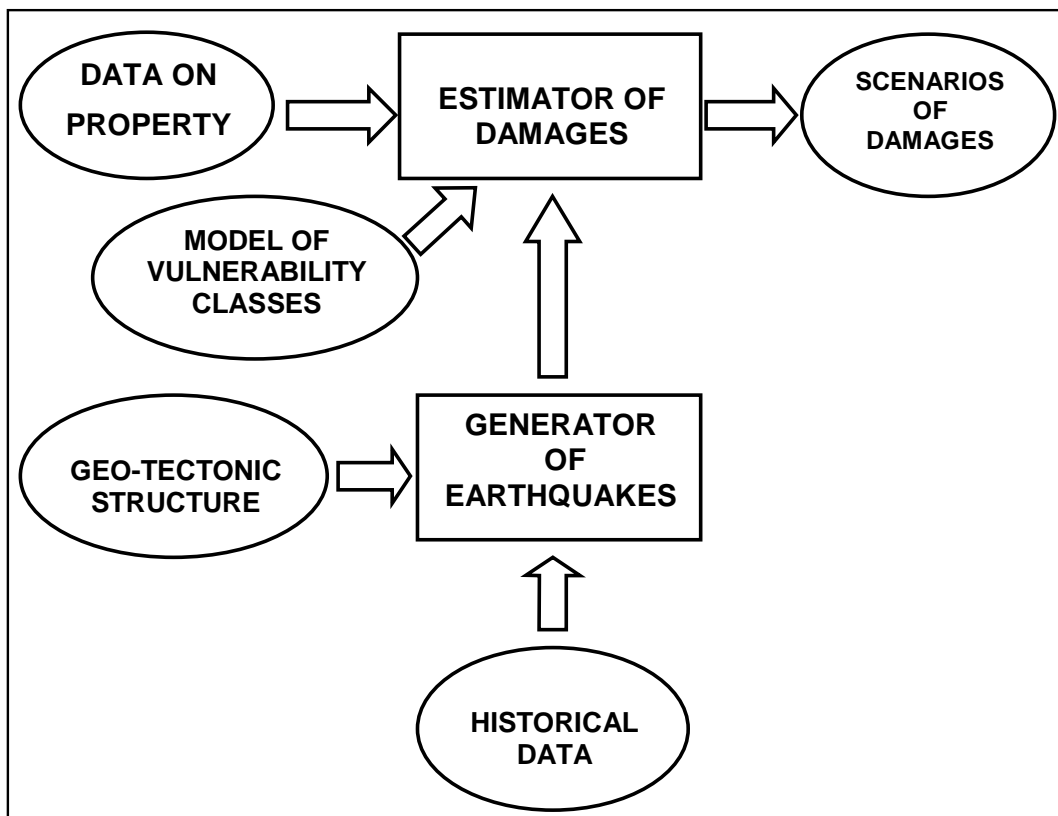 DATA ON
PROPERTY
ESTIMATOR OF
DAMAGES
SCENARIOS
OF
DAMAGES
MODEL OF
VULNERABILITY
CLASSES
GEO-TECTONIC
STRUCTURE
GENERATOR
OF
EARTHQUAKES
HISTORICAL
DATA